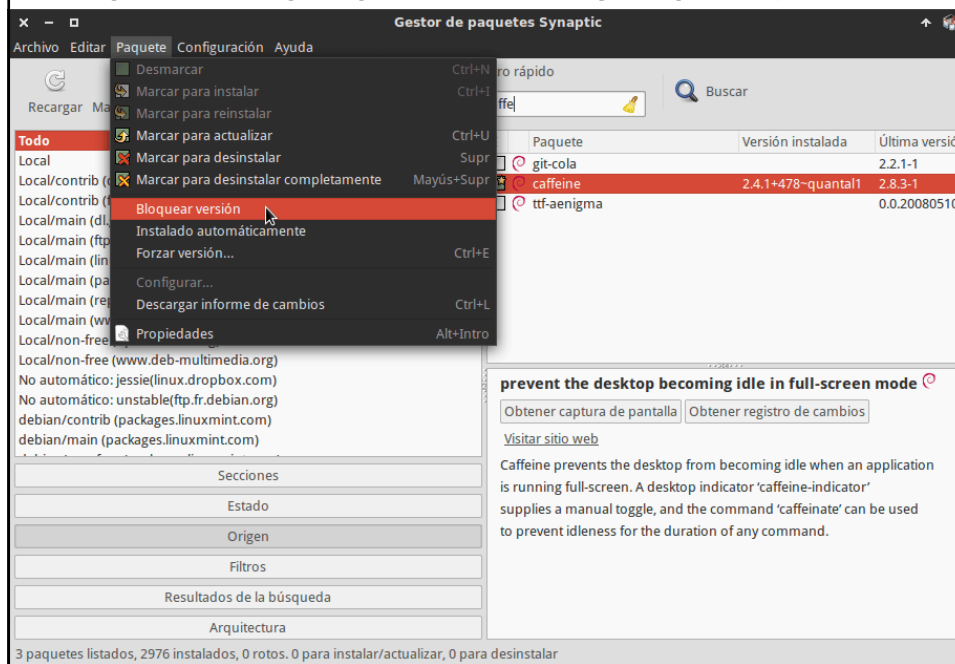 Gestor de paquetes Synaptic
Archivo Editar Paquete Configuración Ayuda
Recargar
Desmarcar Ctrl+N
Marcar para instalar Ctrl+I
Marcar para reinstalar
Marcar para actualizar Ctrl+U
Marcar para desinstalar Supr
Marcar para desinstalar completamente Mayús+Supr
Bloquear versión
Instalado automáticamente
Forzar versión... Ctrl+E
Configurar...
Descargar informe de cambios Ctrl+L
Propiedades Alt+Intro
rápido
ffe
Buscar
Todo
Local
Local/contrib
Local/contrib
Local/main (dl.
Local/main (ftp
Local/main (lin
Local/main (pa
Local/main (rep
Local/main (ww
Local/non-free
Local/non-free (www.deb-multimedia.org)
No automático: jessie(linux.dropbox.com)
No automático: unstable(ftp.fr.debian.org)
debian/contrib (packages.linuxmint.com)
debian/main (packages.linuxmint.com)
Secciones
Estado
Origen
Filtros
Resultados de la búsqueda
Arquitectura
Paquete Versión instalada Última versió
git-cola 2.2.1-1
caffeine 2.4.1+478~quantal1 2.8.3-1
ttf-aenigma 0.0.20080510
prevent the desktop becoming idle in full-screen mode
Obtener captura de pantalla Obtener registro de cambios
Visitar sitio web
Caffeine prevents the desktop from becoming idle when an application
is running full-screen. A desktop indicator ‘caffeine-indicator’
supplies a manual toggle, and the command ‘caffeinate’ can be used
to prevent idleness for the duration of any command.
3 paquetes listados, 2976 instalados, 0 rotos. 0 para instalar/actualizar, 0 para desinstalar